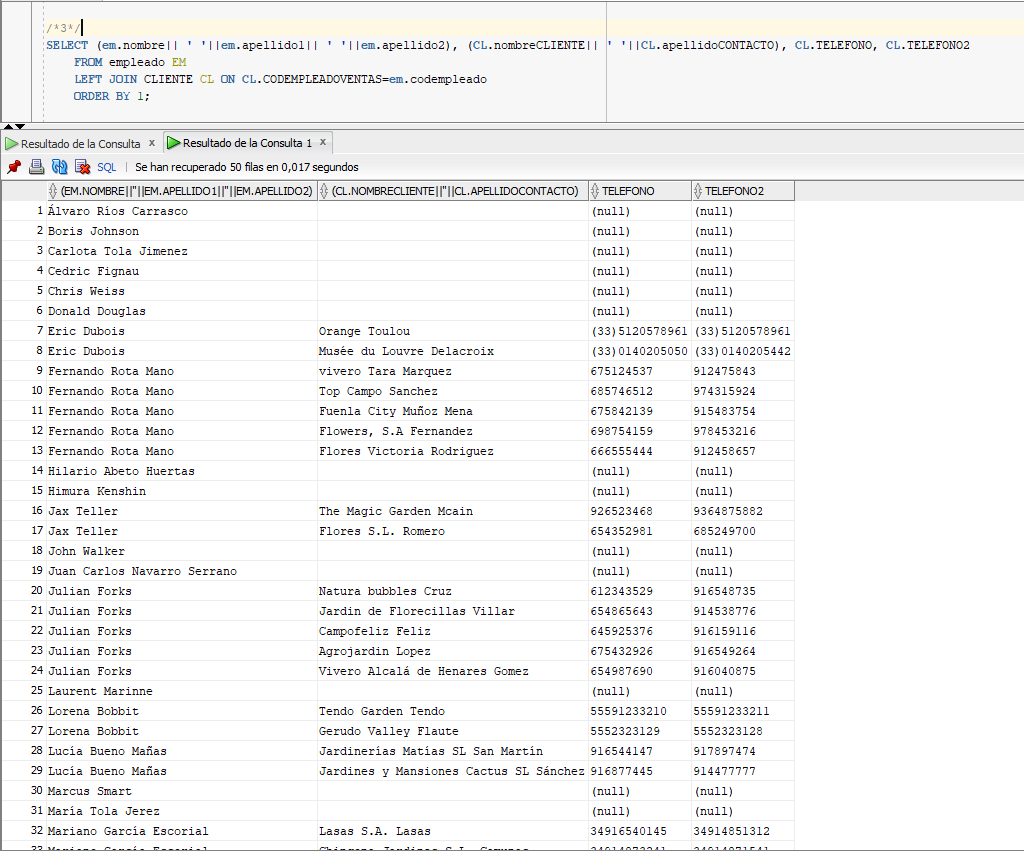 /*3*/
SELECT (em.nombre|| ' '||em.apellido1|| ' '||em.apellido2), (CL.nombreCLIENTE|| ' '||CL.apellidoCONTACTO), CL.TELEFONO, CL.TELEFONO2
FROM empleado EM
LEFT JOIN CLIENTE CL ON CL.CODEMPLEADOVENTAS=em.codempleado
ORDER BY 1;
Resultado de la Consulta x Resultado de la Consulta 1 x
SQL | Se han recuperado 50 filas en 0,017 segundos
(EM.NOMBRE||''||EM.APELLIDO1||''||EM.APELLIDO2) (CL.NOMBRECLIENTE||''||CL.APELLIDOCONTACTO) TELEFONO TELEFONO2
1 Álvaro Ríos Carrasco (null) (null)
2 Boris Johnson (null) (null)
3 Carlota Tola Jimenez (null) (null)
4 Cedric Fignau (null) (null)
5 Chris Weiss (null) (null)
6 Donald Douglas (null) (null)
7 Eric Dubois Orange Toulou (33)5120578961 (33)5120578961
8 Eric Dubois Musée du Louvre Delacroix (33)0140205050 (33)0140205442
9 Fernando Rota Mano vivero Tara Marquez 675124537 912475843
10 Fernando Rota Mano Top Campo Sanchez 685746512 974315924
11 Fernando Rota Mano Fuenla City Muñoz Mena 675842139 915483754
12 Fernando Rota Mano Flowers, S.A Fernandez 698754159 978453216
13 Fernando Rota Mano Flores Victoria Rodriguez 666555444 912458657
14 Hilario Abeto Huertas (null) (null)
15 Himura Kenshin (null) (null)
16 Jax Teller The Magic Garden Mcain 926523468 9364875882
17 Jax Teller Flores S.L. Romero 654352981 685249700
18 John Walker (null) (null)
19 Juan Carlos Navarro Serrano (null) (null)
20 Julian Forks Natura bubbles Cruz 612343529 916548735
21 Julian Forks Jardin de Florecillas Villar 654865643 914538776
22 Julian Forks Campofeliz Feliz 645925376 916159116
23 Julian Forks Agrojardin Lopez 675432926 916549264
24 Julian Forks Vivero Alcalá de Henares Gomez 654987690 916040875
25 Laurent Marinne (null) (null)
26 Lorena Bobbit Tendo Garden Tendo 55591233210 55591233211
27 Lorena Bobbit Gerudo Valley Flaute 5552323129 5552323128
28 Lucía Bueno Mañas Jardinerías Matías SL San Martín 916544147 917897474
29 Lucía Bueno Mañas Jardines y Mansiones Cactus SL Sánchez 916877445 914477777
30 Marcus Smart (null) (null)
31 María Tola Jerez (null) (null)
32 Mariano García Escorial Lasas S.A. Lasas 34916540145 34914851312
33 Mariano García Escorial